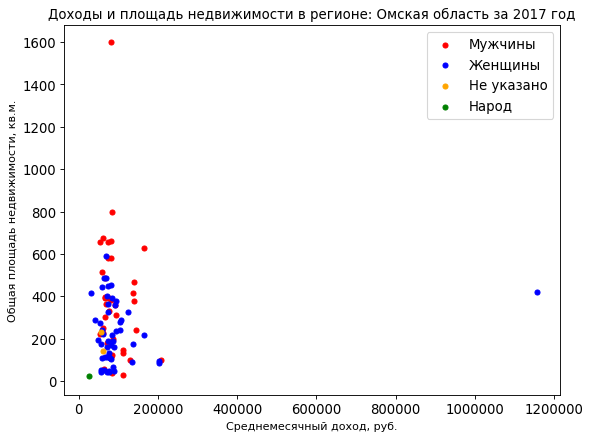 Доходы и площадь недвижимости в регионе: Омская область за 2017 год
Общая площадь недвижимости, кв.м.
1600
1400
1200
1000
800
600
400
200
0
Мужчины
Женщины
Не указано
Народ
0 200000 400000 600000 800000 1000000 1200000
Среднемесячный доход, руб.